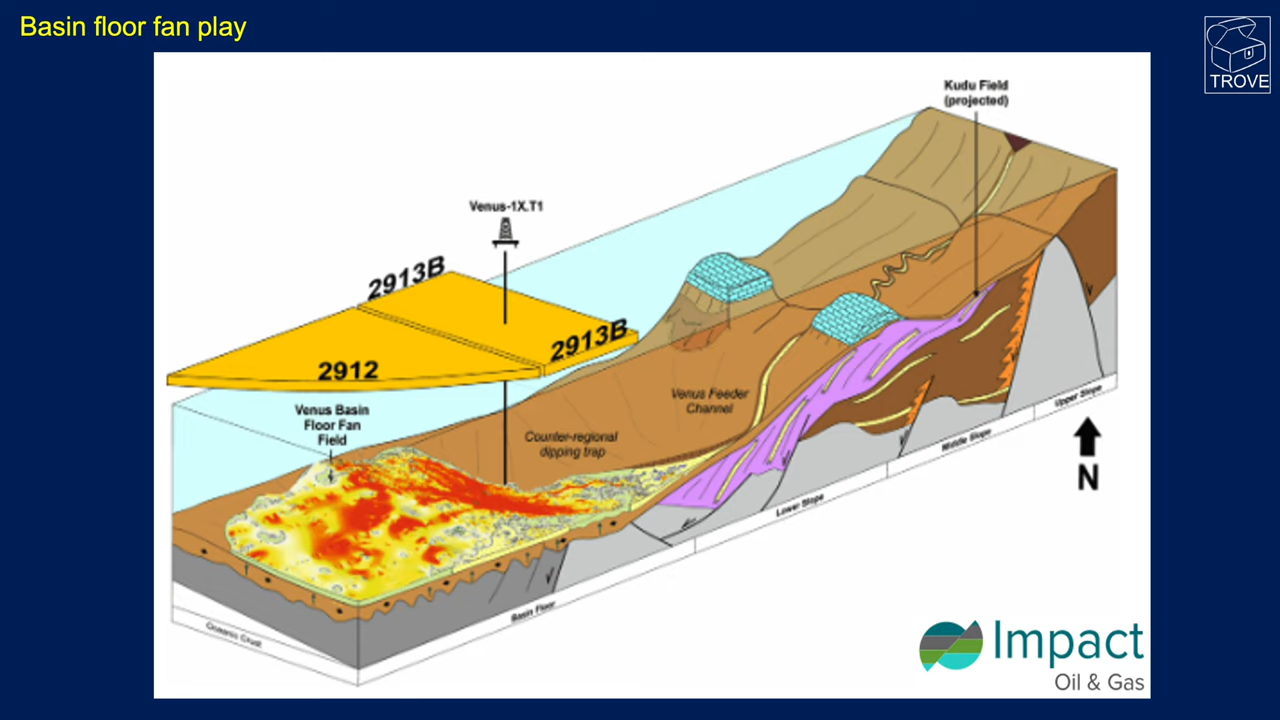 Basin floor fan play
TROVE
Kudu Field
(projected)
Venus-1X.T1
2913B
2913B
2912
Venus Basin
Floor Fan
Field
Venus Feeder
Channel
Counter-regional
dipping trap
Upper Slope
Middle Slope
Lower Slope
Basin Floor
Oceanic Crust
N
Impact
Oil & Gas